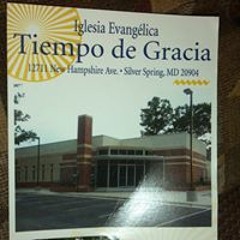 Iglesia Evangélica
Tiempo de Gracia
12711 New Hampshire Ave. • Silver Spring, MD 20904